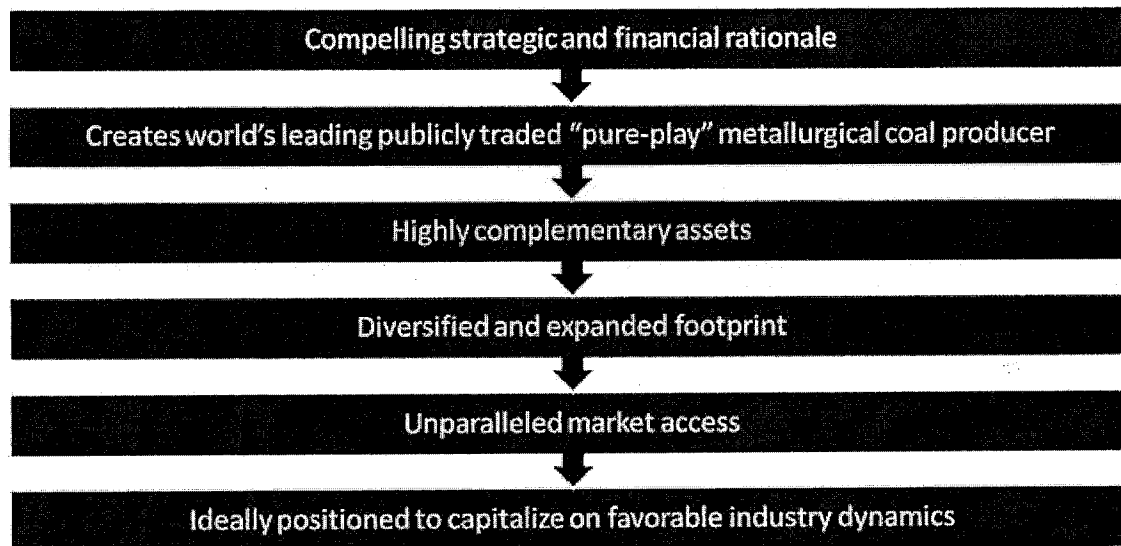 Compelling strategic and financial rationale
Creates world's leading publicly traded "pure-play" metallurgical coal producer
Highly complementary assets
Diversified and expanded footprint
Unparalleled market access
Ideally positioned to capitalize on favorable industry dynamics